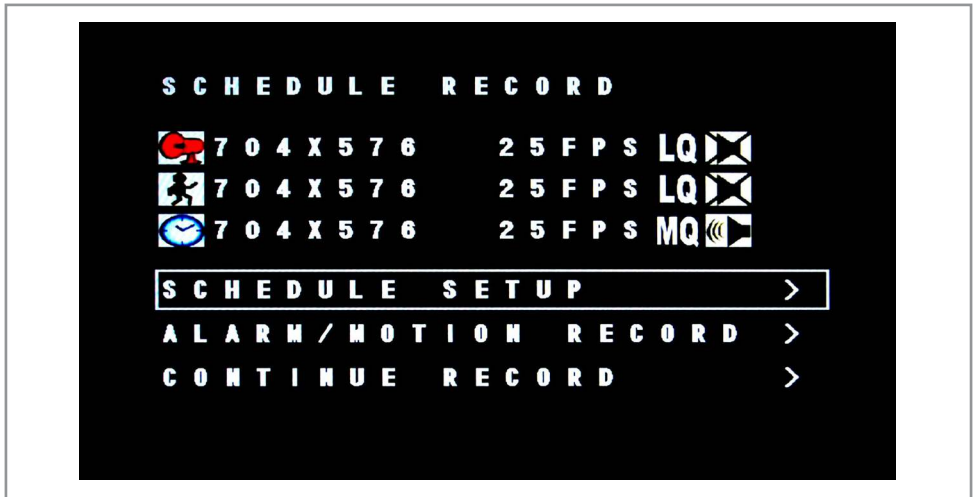 SCHEDULE RECORD
704X576 25FPS LQ
704X576 25FPS LQ
704X576 25FPS MQ
SCHEDULE SETUP >
ALARM/MOTION RECORD >
CONTINUE RECORD >